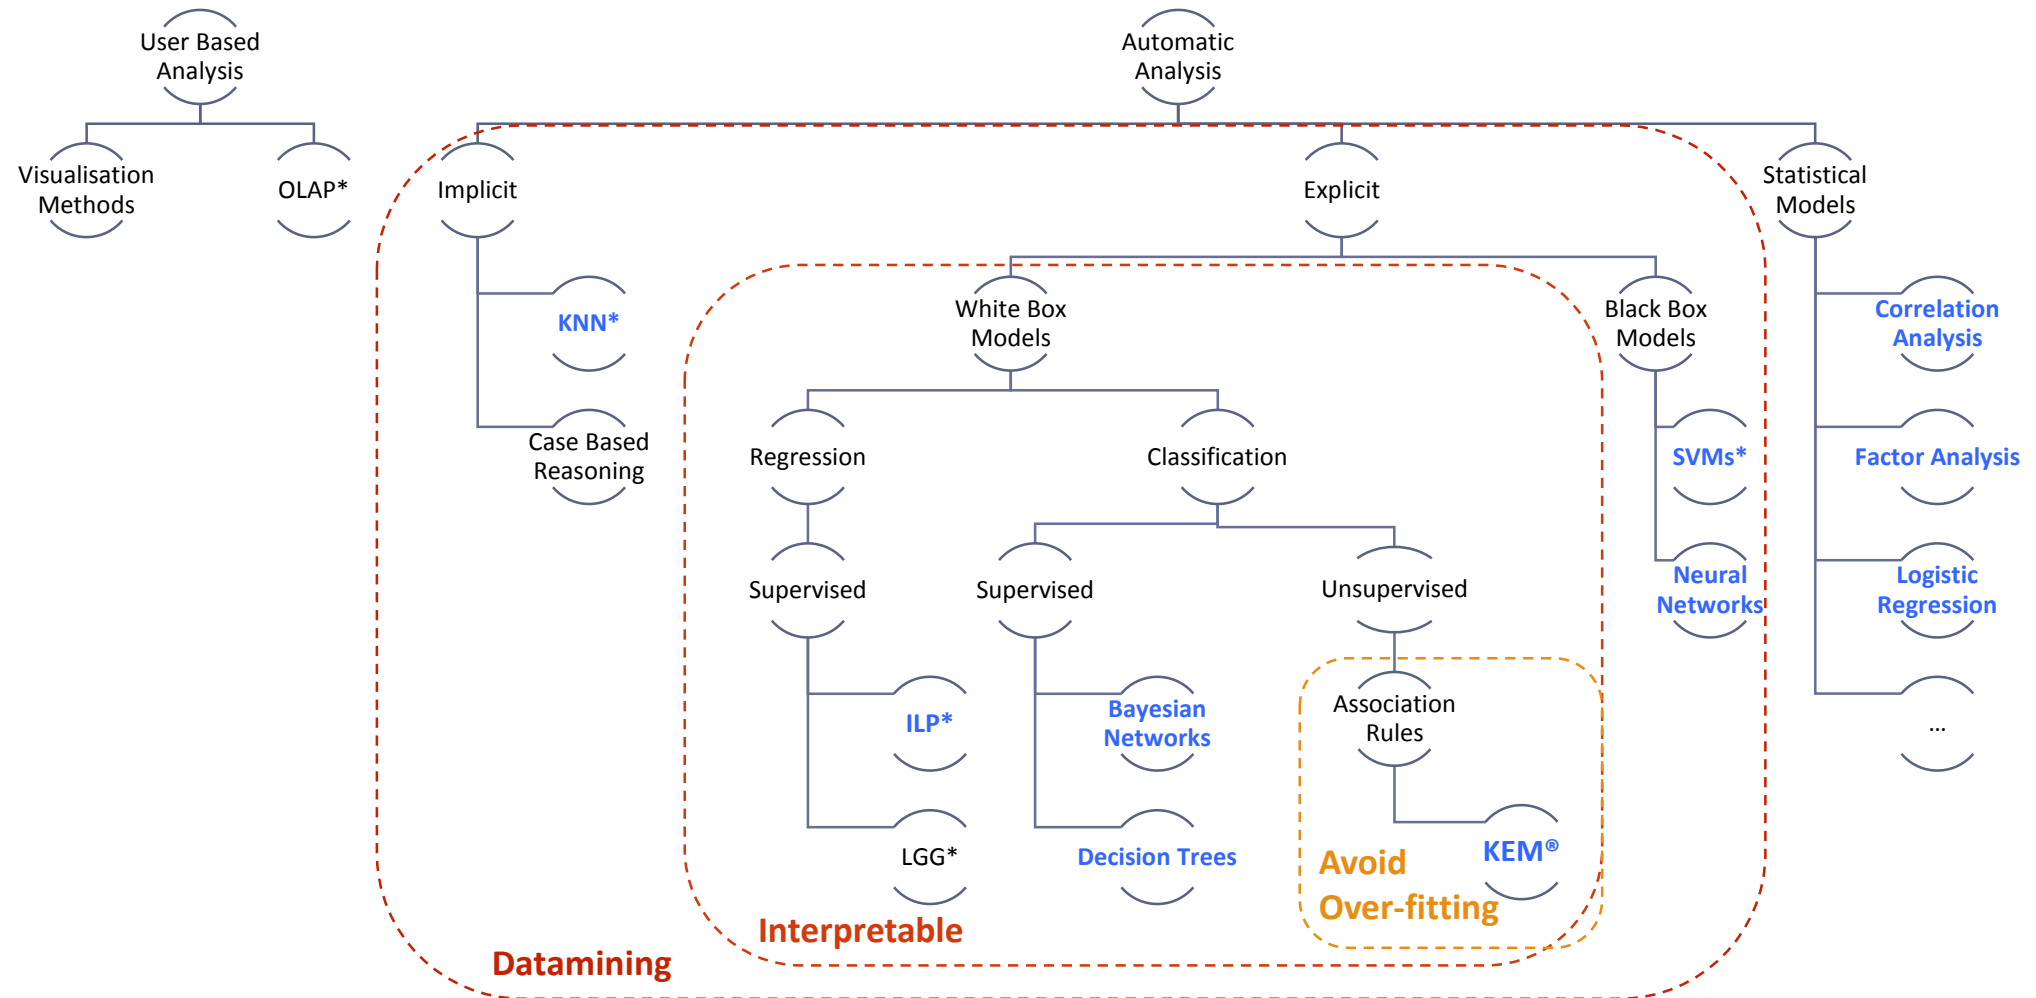 User Based
Analysis
Automatic
Analysis
Visualisation
Methods
OLAP*
Implicit
Explicit
Statistical
Models
KNN*
White Box
Models
Black Box
Models
Correlation
Analysis
Case Based
Reasoning
Regression
Classification
SVMs*
Factor Analysis
Supervised
Supervised
Unsupervised
Neural
Networks
Logistic
Regression
ILP*
Bayesian
Networks
Association
Rules
...
LGG*
Decision Trees
KEM®
Avoid
Over-fitting
Interpretable
Datamining